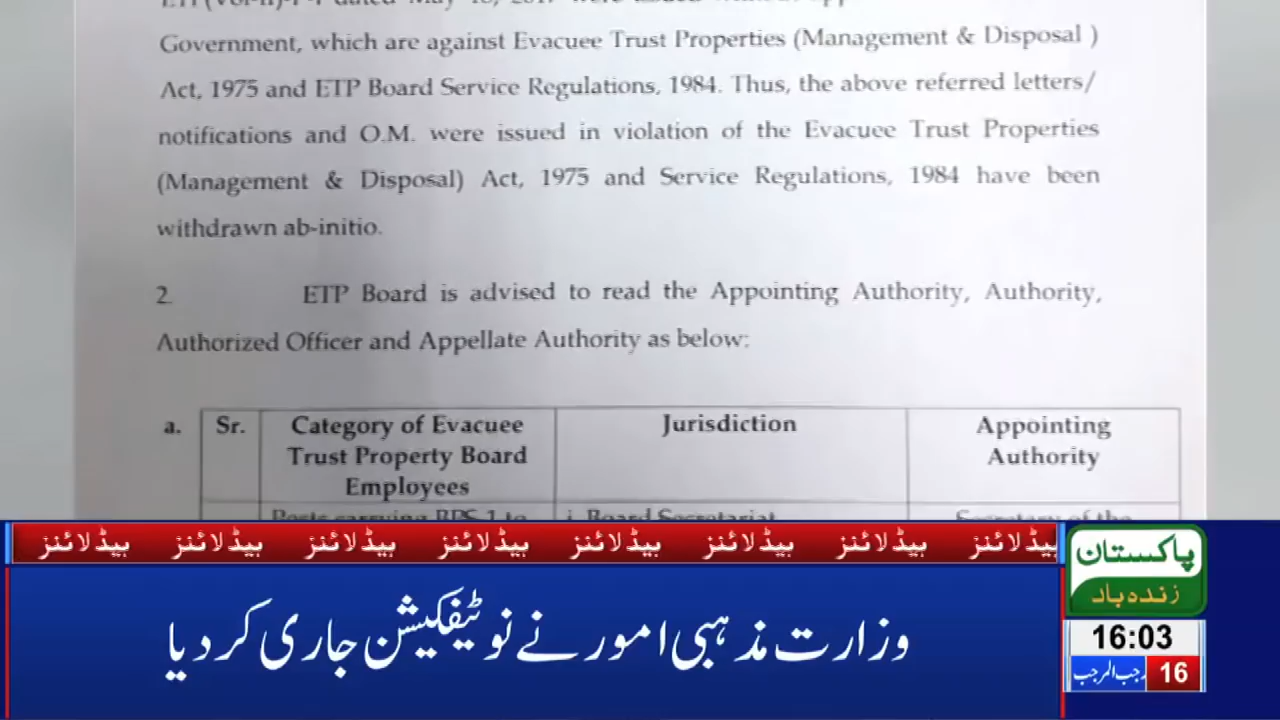 Government, which are against Evacuee Trust Properties (Management & Disposal )
Act, 1975 and ETP Board Service Regulations, 1984. Thus, the above referred letters/
notifications and O.M. were issued in violation of the Evacuee Trust Properties
(Management & Disposal) Act, 1975 and Service Regulations, 1984 have been
withdrawn ab-initio.
2. ETP Board is advised to read the Appointing Authority, Authority,
Authorized Officer and Appellate Authority as below:
a. Sr. Category of Evacuee Trust Property Board Employees Jurisdiction Appointing Authority
ہیڈلائنز ہیڈلائنز ہیڈلائنز ہیڈلائنز ہیڈلائنز ہیڈلائنز ہیڈلائنز ہیڈلائنز
وزارت مذہبی امور نے نوٹیفکیشن جاری کر دیا
پاکستان
زندہ باد
16:03
رجب المرجب 16